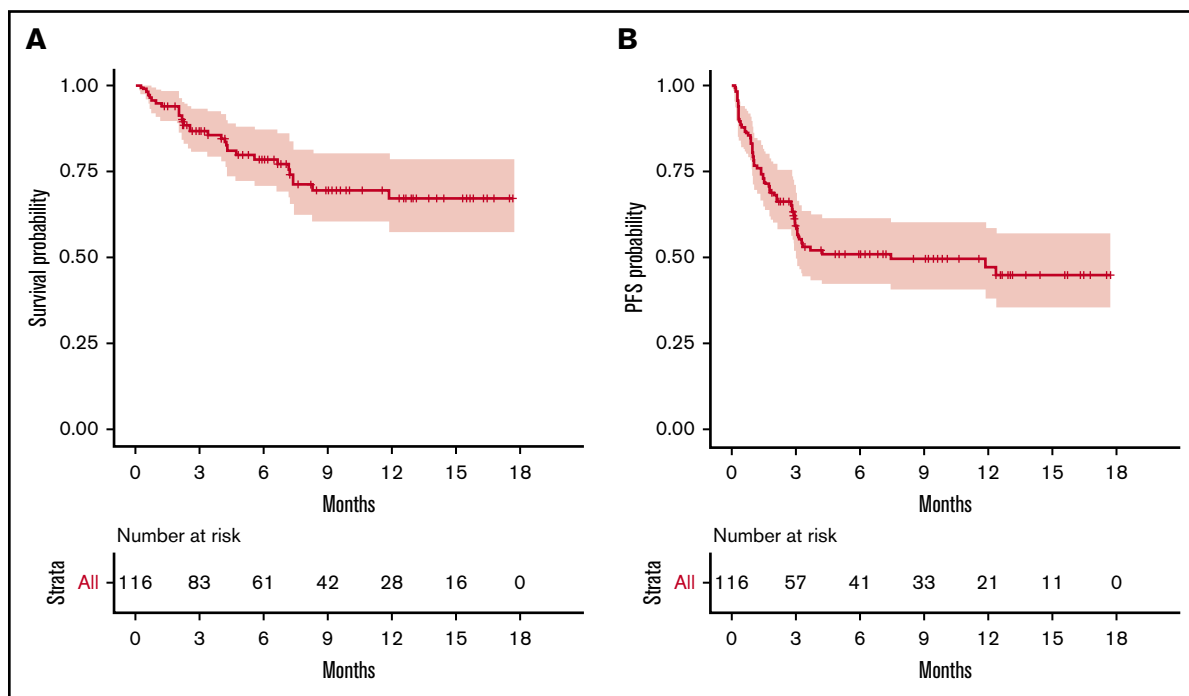 A
Survival probability
1.00
0.75
0.50
0.25
0.00
0 3 6 9 12 15 18
Months
Number at risk
Strata
All 116 83 61 42 28 16 0
0 3 6 9 12 15 18
Months
B
PFS probability
1.00
0.75
0.50
0.25
0.00
0 3 6 9 12 15 18
Months
Number at risk
Strata
All 116 57 41 33 21 11 0
0 3 6 9 12 15 18
Months